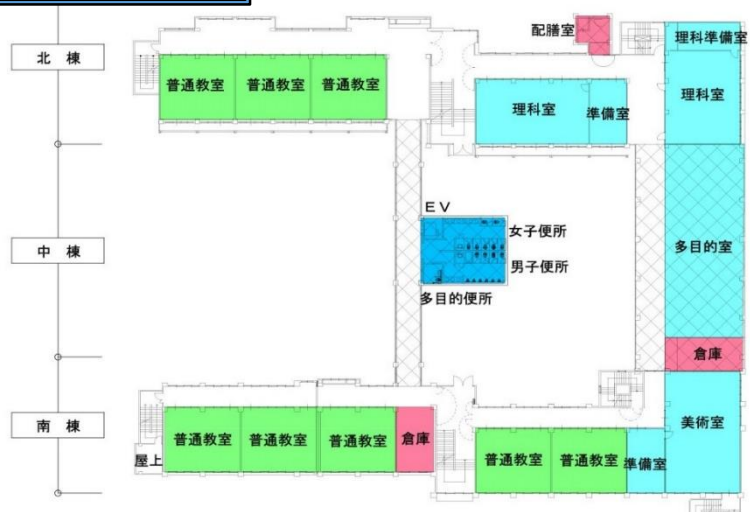 配膳室
理科準備室
北 棟
普通教室
普通教室
普通教室
理科室
準備室
理科室
EV
女子便所
男子便所
多目的便所
中 棟
多目的室
倉庫
南 棟
屋上
普通教室
普通教室
普通教室
倉庫
普通教室
普通教室
準備室
美術室